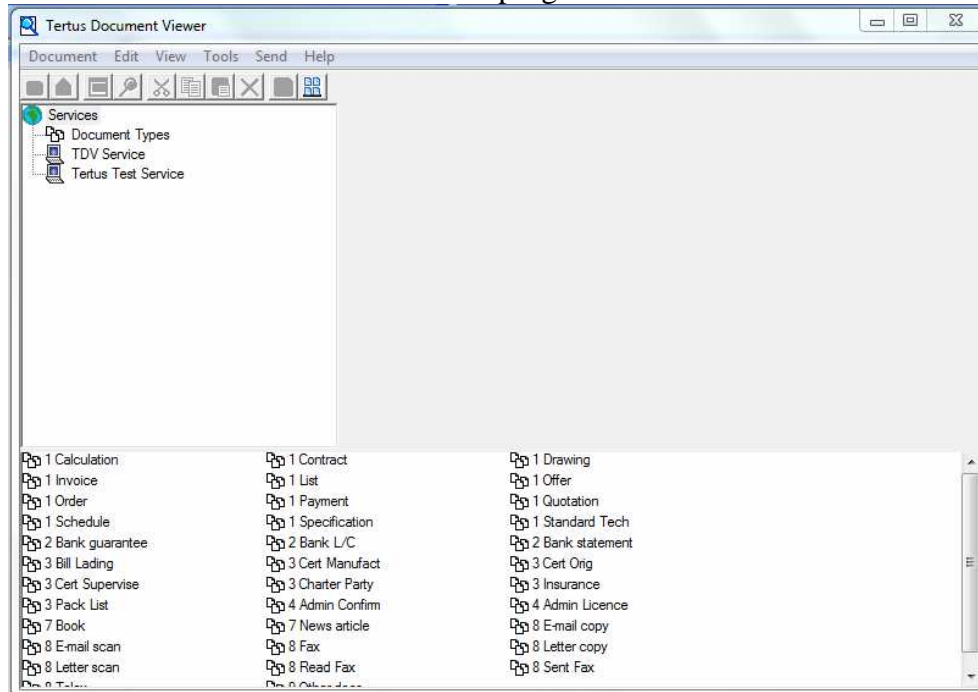 Tertus Document Viewer
Document Edit View Tools Send Help
Services
Document Types
TDV Service
Tertus Test Service
1 Calculation 1 Contract 1 Drawing
1 Invoice 1 List 1 Offer
1 Order 1 Payment 1 Quotation
1 Schedule 1 Specification 1 Standard Tech
2 Bank guarantee 2 Bank L/C 2 Bank statement
3 Bill Lading 3 Cert Manufact 3 Cert Orig
3 Cert Supervise 3 Charter Party 3 Insurance
3 Pack List 4 Admin Confirm 4 Admin Licence
7 Book 7 News article 8 E-mail copy
8 E-mail scan 8 Fax 8 Letter copy
8 Letter scan 8 Read Fax 8 Sent Fax